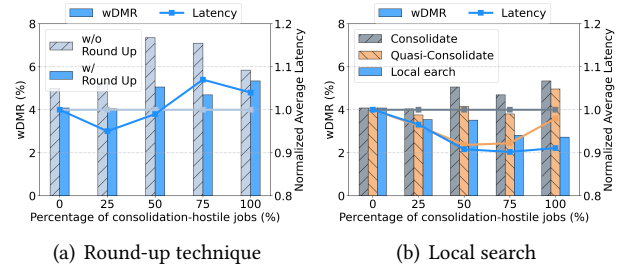 wDMR Latency
w/o
Round Up
w/
Round Up
wDMR (%)
8
6
4
2
0
Normalized Average Latency
1.2
1.1
1.0
0.9
0.8
0 25 50 75 100
Percentage of consolidation-hostile jobs (%)
(a) Round-up technique
wDMR Latency
Consolidate
Quasi-Consolidate
Local earch
wDMR (%)
8
6
4
2
0
Normalized Average Latency
1.2
1.1
1.0
0.9
0.8
0 25 50 75 100
Percentage of consolidation-hostile jobs (%)
(b) Local search